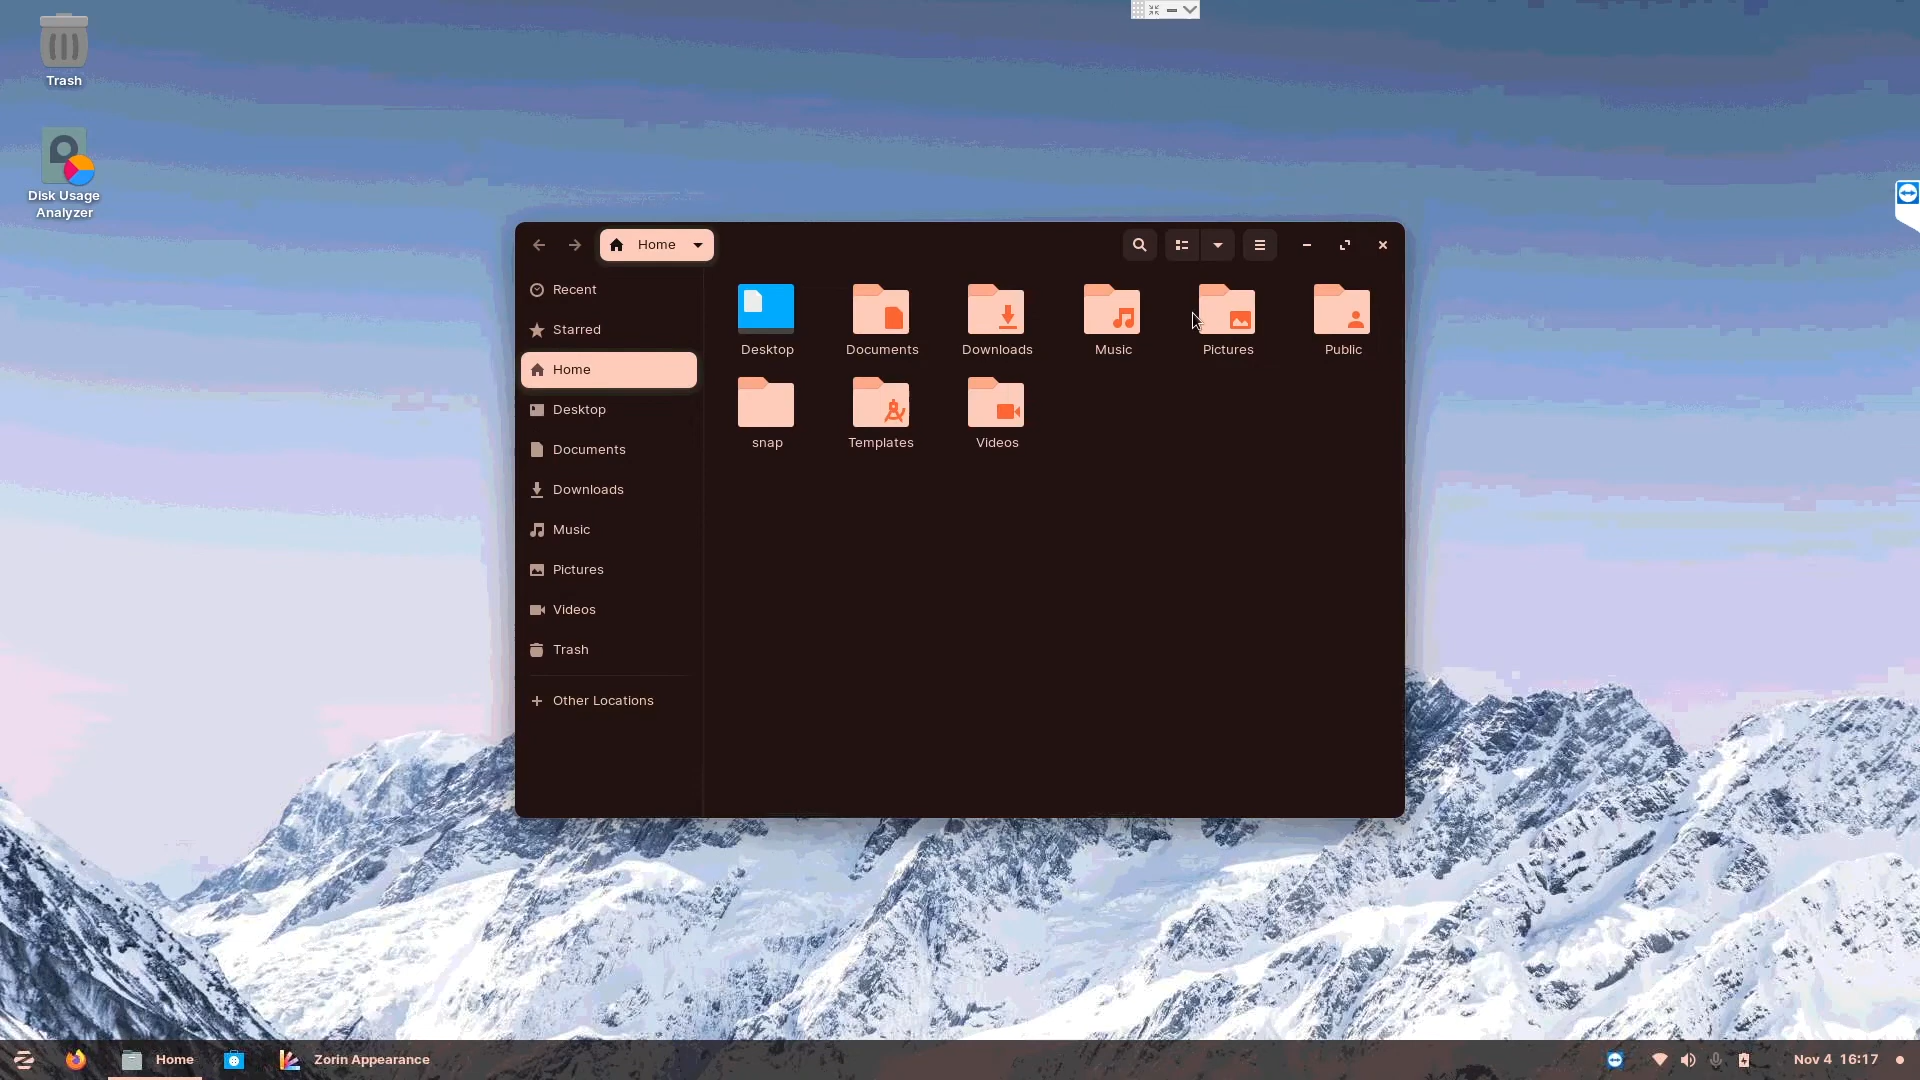 Trash
DIsk Usage
Analyzer
Home
Recent
Starred
Home
Desktop
Documents
Downloads
Music
Pictures
Videos
Trash
Other Locations
Desktop
Documents
Downloads
Music
Pictures
Public
snap
Templates
Videos
Home
Zorin Appearance
Nov 4 16:17